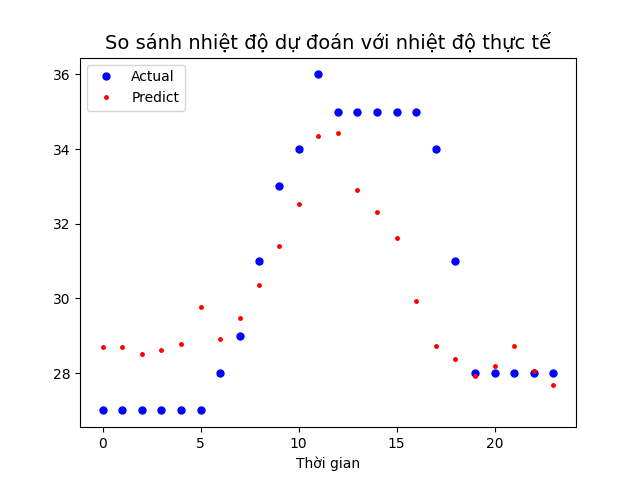 So sánh nhiệt độ dự đoán với nhiệt độ thực tế
Actual
Predict
36
34
32
30
28
0 5 10 15 20
Thời gian